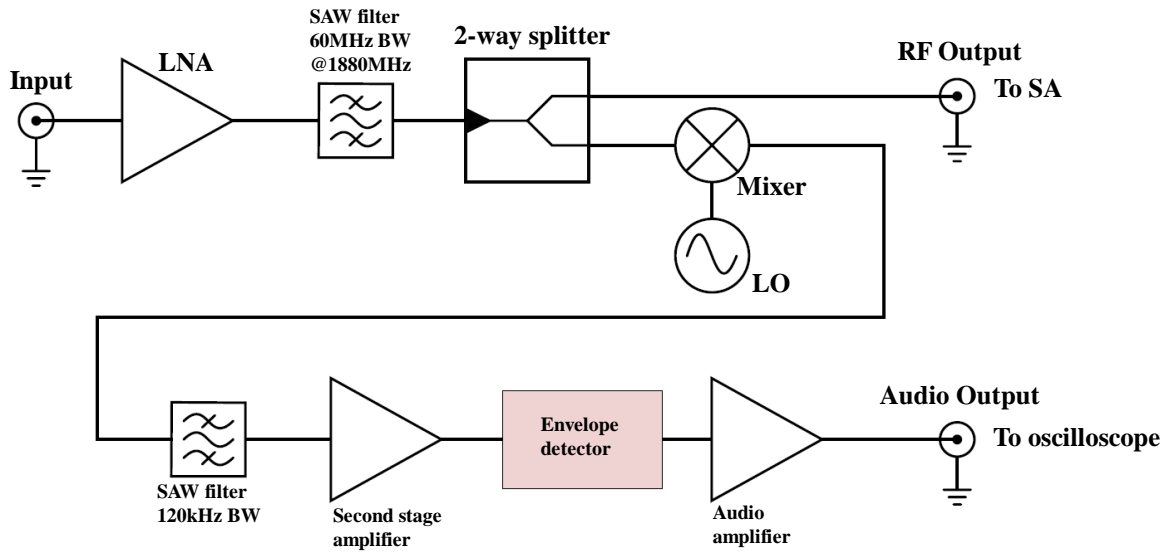 SAW filter
60MHz BW
@1880MHz
2-way splitter
LNA
RF Output
Input
To SA
Mixer
LO
Audio Output
Envelope
detector
To oscilloscope
SAW filter
120kHz BW
Second stage
amplifier
Audio
amplifier